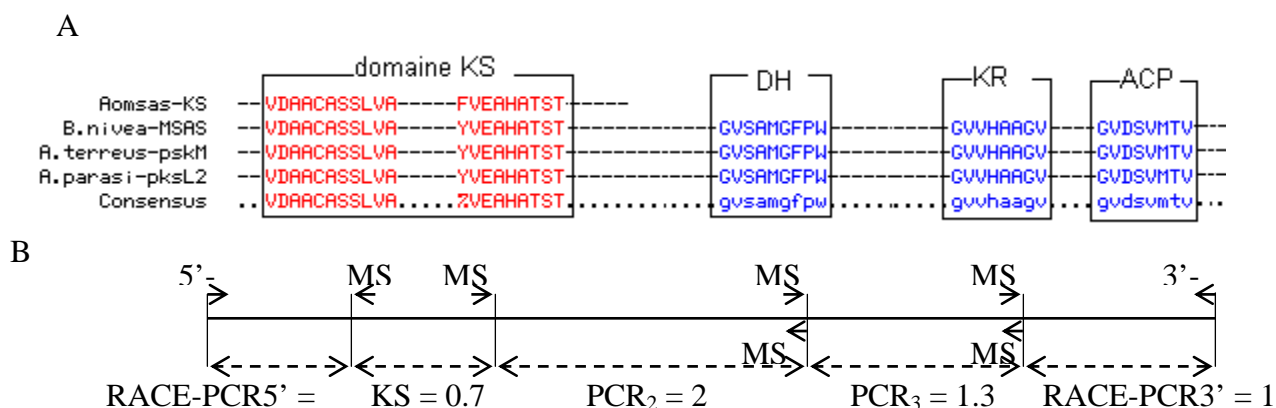 A
domaine KS
DH
KR
ACP
Aomsas-KS --VDAACASSLVA-----FVEAHATST------
B.nivea-MSAS --VDAACASSLVA-----YVEAHATST---------------GVSAMGFPW-----------GVVHAAGV----GVDSVMTV---
A.terreus-pskM --VDAACASSLVA-----YVEAHATST---------------GVSAMGFPW-----------GVVHAAGV----GVDSVMTV---
A.parasi-pksL2 --VDAACASSLVA-----YVEAHATST---------------GVSAMGFPW-----------GVVHAAGV----GVDSVMTV---
Consensus ..VDAACASSLVA.....%VEAHATST...............gvsamgfpw...........gvvhaagv....gvdsvmtv...
B
5’- MS MS MS MS 3’-
MS MS
RACE-PCR5’ = KS = 0.7 PCR₂ = 2 PCR₃ = 1.3 RACE-PCR3’ = 1